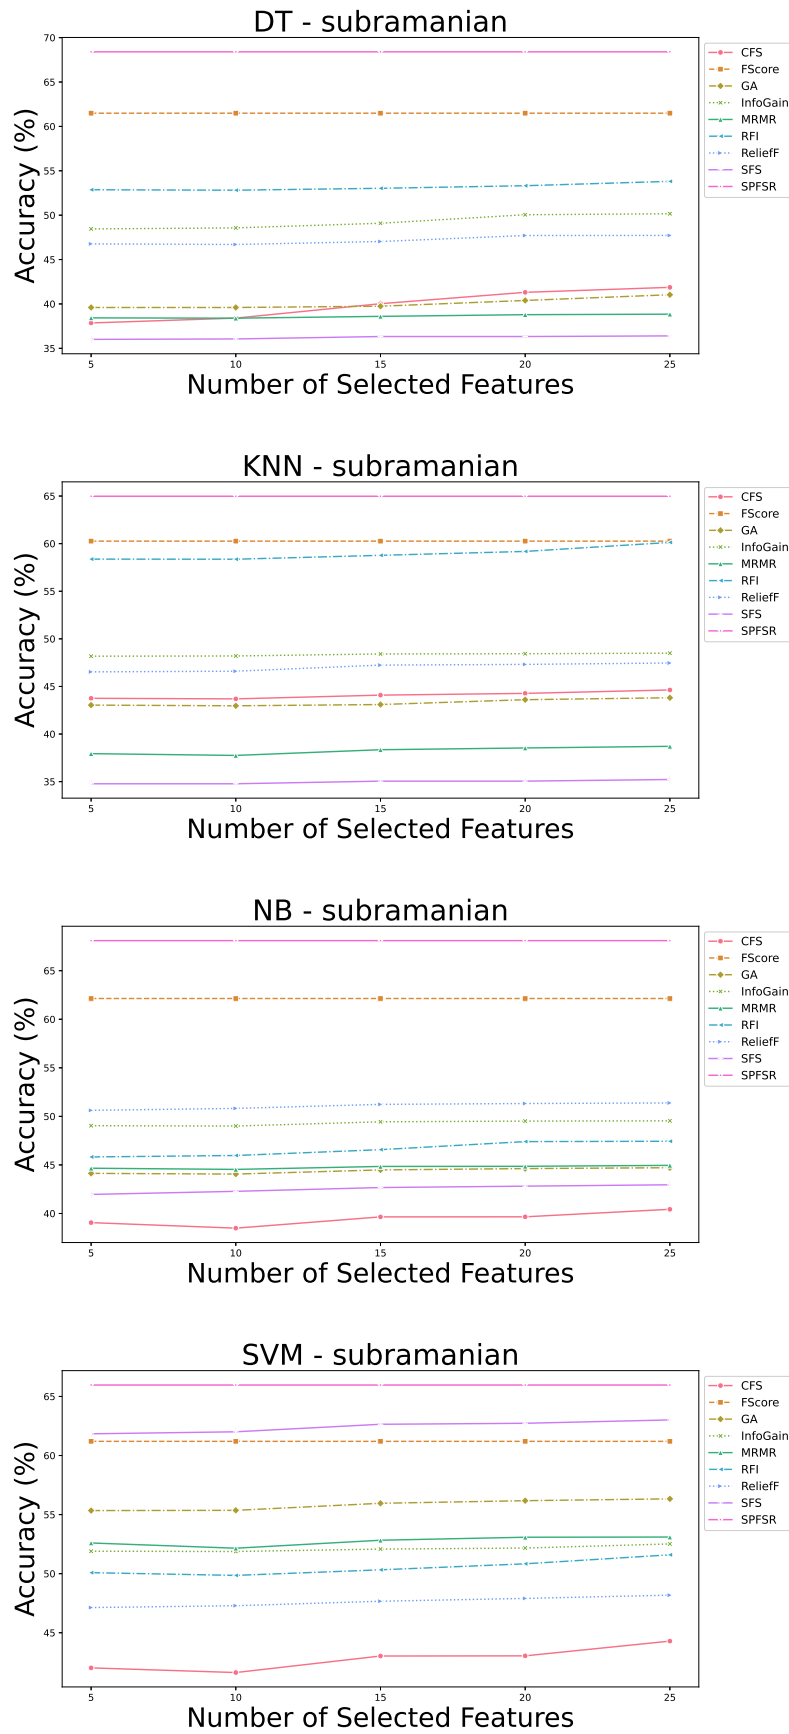 DT - subramanian
70
65
60
55
50
45
40
35
Accuracy (%)
5 10 15 20 25
Number of Selected Features
CFS
FScore
GA
InfoGain
MRMR
RFI
ReliefF
SFS
SPFSR
KNN - subramanian
65
60
55
50
45
40
35
Accuracy (%)
5 10 15 20 25
Number of Selected Features
CFS
FScore
GA
InfoGain
MRMR
RFI
ReliefF
SFS
SPFSR
NB - subramanian
65
60
55
50
45
40
Accuracy (%)
5 10 15 20 25
Number of Selected Features
CFS
FScore
GA
InfoGain
MRMR
RFI
ReliefF
SFS
SPFSR
SVM - subramanian
65
60
55
50
45
Accuracy (%)
5 10 15 20 25
Number of Selected Features
CFS
FScore
GA
InfoGain
MRMR
RFI
ReliefF
SFS
SPFSR